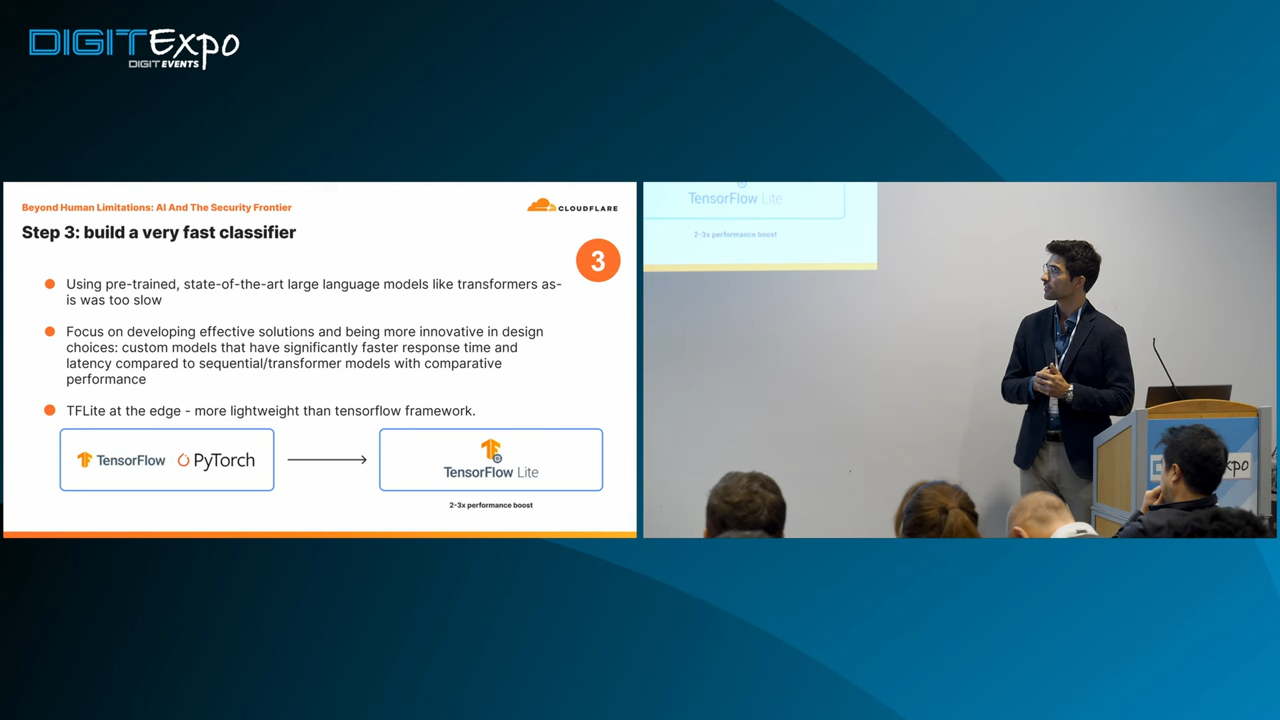 DIGIT Expo
DIGIT EVENTS
Beyond Human Limitations: AI And The Security Frontier
CLOUDFLARE
Step 3: build a very fast classifier
3
Using pre-trained, state-of-the-art large language models like transformers as-
is was too slow
Focus on developing effective solutions and being more innovative in design
choices: custom models that have significantly faster response time and
latency compared to sequential/transformer models with comparative
performance
TFLite at the edge - more lightweight than tensorflow framework.
TensorFlow PyTorch
TensorFlow Lite
2-3x performance boost
TensorFlow Lite
2-3x performance boost